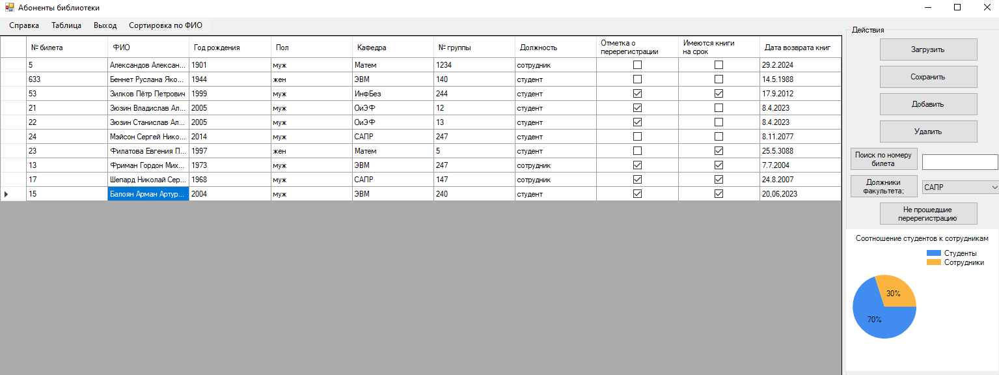 Абоненты библиотеки
Справка Таблица Выход Сортировка по ФИО
№ билета ФИО Год рождения Пол Кафедра № группы Должность Отметка о перерегистрации Имеются книги на срок Дата возврата книг
5 Александов Алексан... 1901 муж Матем 1234 сотрудник 29.2.2024
633 Беннет Руслана Яко... 1944 жен ЭВМ 140 студент 14.5.1988
53 Зилков Пётр Петрович 1999 муж ИнфБез 244 студент 17.9.2012
21 Зюзин Владислав Ал... 2005 муж ОиЭФ 12 студент 8.4.2023
22 Зюзин Станислав Ал... 2005 муж ОиЭФ 13 студент 8.4.2023
24 Мэйсон Сергей Нико... 2014 муж САПР 247 студент 8.11.2077
23 Филатова Евгения П... 1997 жен Матем 5 студент 25.5.3088
13 Фриман Гордон Мих... 1973 муж ЭВМ 247 сотрудник 7.7.2004
17 Шепард Николай Сер... 1968 муж САПР 147 сотрудник 24.8.2007
15 Балоян Арман Артур... 2004 муж ЭВМ 240 студент 20,06,2023
Действия
Загрузить
Сохранить
Добавить
Удалить
Поиск по номеру
билета
Должники
факультета;
САПР
Не прошедшие
перерегистрацию
Соотношение студентов к сотрудникам
Студенты
Сотрудники
30%
70%